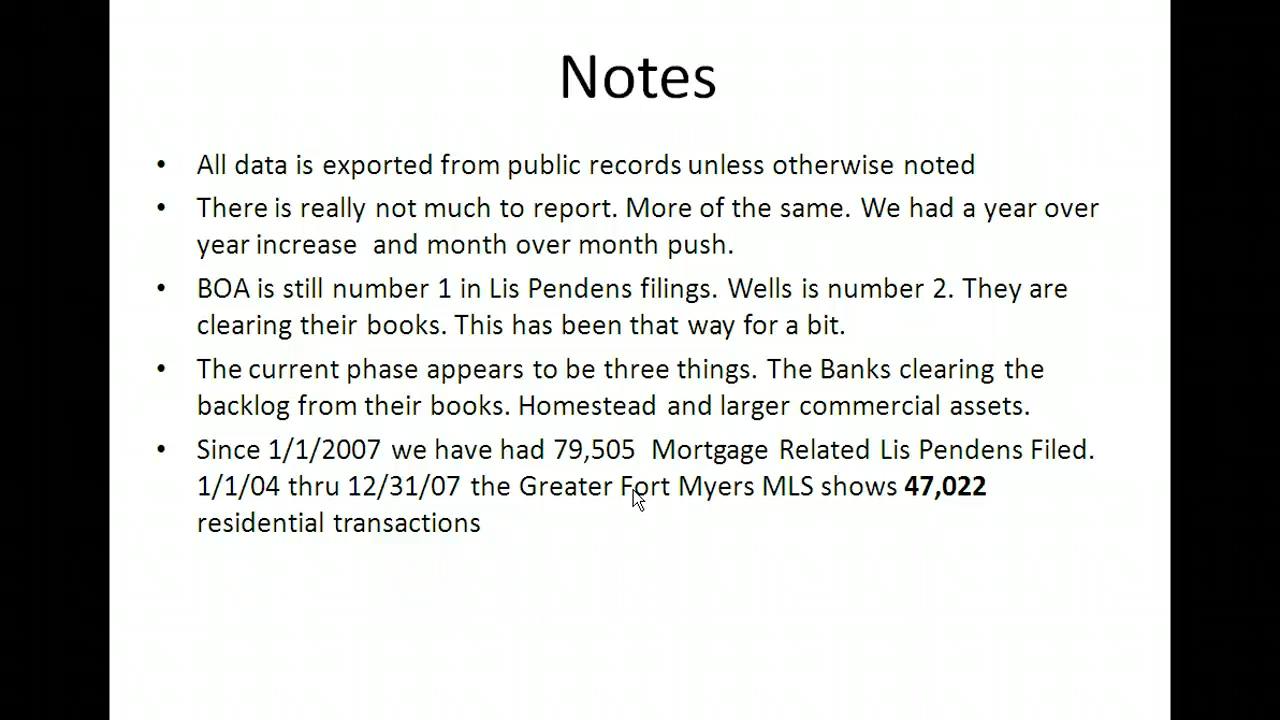 Notes
• All data is exported from public records unless otherwise noted
• There is really not much to report. More of the same. We had a year over
year increase  and month over month push.
• BOA is still number 1 in Lis Pendens filings. Wells is number 2. They are
clearing their books. This has been that way for a bit.
• The current phase appears to be three things. The Banks clearing the
backlog from their books. Homestead and larger commercial assets.
• Since 1/1/2007 we have had 79,505  Mortgage Related Lis Pendens Filed.
1/1/04 thru 12/31/07 the Greater Fort Myers MLS shows 47,022
residential transactions